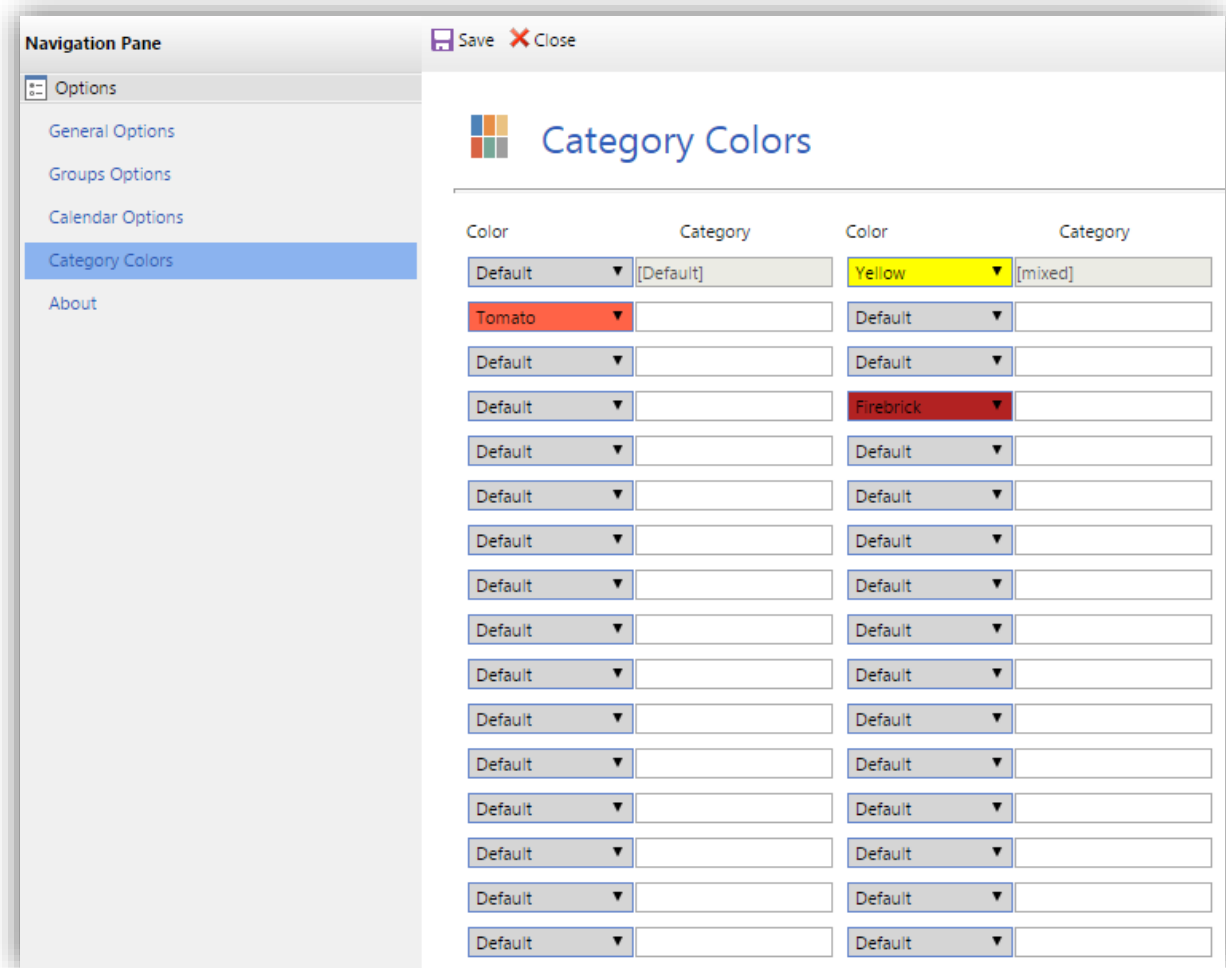 Navigation Pane
Save Close
Options
General Options
Groups Options
Calendar Options
Category Colors
About
Category Colors
Color Category Color Category
Default [Default] Yellow [mixed]
Tomato Default
Default Default
Default Firebrick
Default Default
Default Default
Default Default
Default Default
Default Default
Default Default
Default Default
Default Default
Default Default
Default Default
Default Default
Default Default